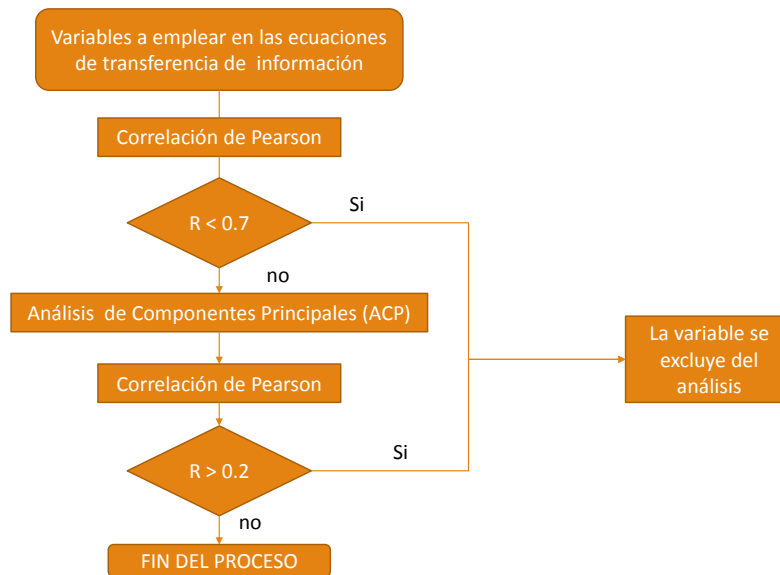 Variables a emplear en las ecuaciones
de transferencia de información
Correlación de Pearson
R < 0.7
Si
no
Análisis de Componentes Principales (ACP)
Correlación de Pearson
R > 0.2
Si
no
FIN DEL PROCESO
La variable se
excluye del
análisis